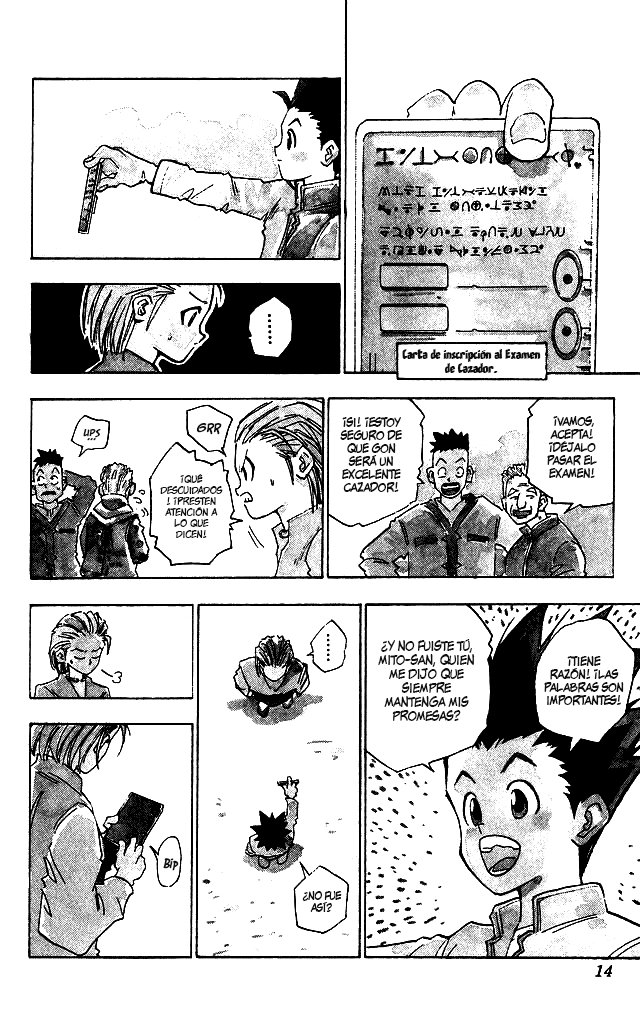 Carta de inscripción al Examen
de Cazador.
......
¡VAMOS,
ACEPTA!
¡DÉJALO
PASAR EL
EXAMEN!
¡SI! ¡ESTOY
SEGURO DE
QUE GON
SERÁ UN
EXCELENTE
CAZADOR!
GRR
¡QUÉ
DESCUIDADOS
! ¡PRESTEN
ATENCIÓN A
LO QUE
DICEN!
UPS
...
¡TIENE
RAZÓN! ¡LAS
PALABRAS SON
IMPORTANTES!
¿Y NO FUISTE TÚ,
MITO-SAN, QUIEN
ME DIJO QUE
SIEMPRE
MANTENGA MIS
PROMESAS?
......
¿NO FUE
ASÍ?
BIP
14